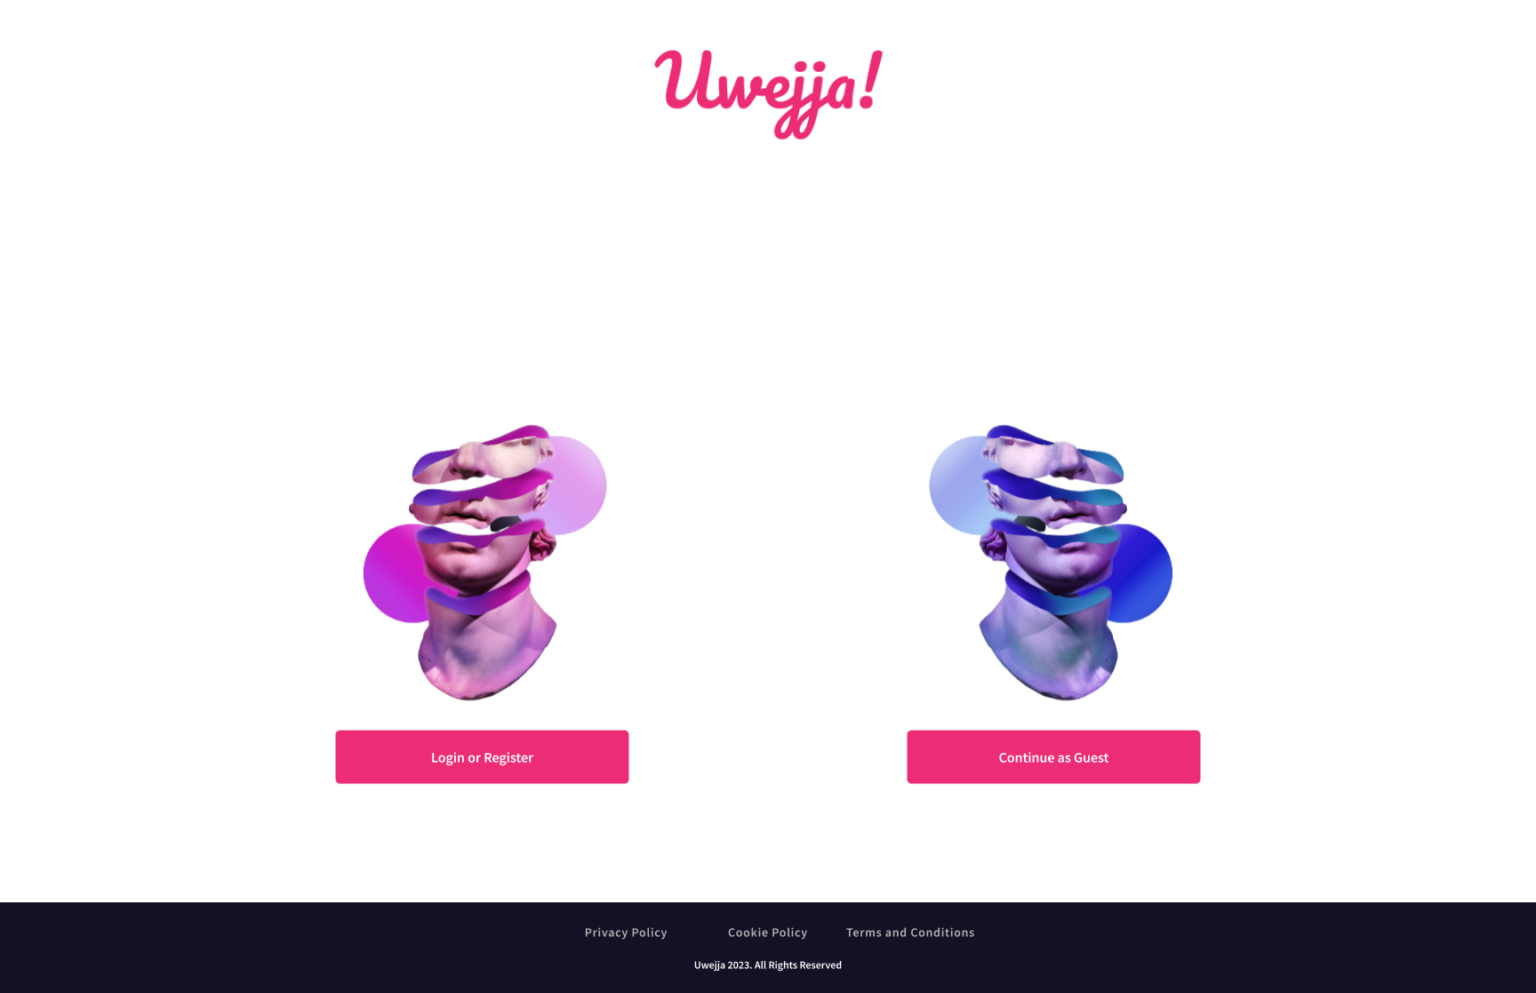 Uwejja!
Login or Register
Continue as Guest
Privacy Policy
Cookie Policy
Terms and Conditions
Uwejja 2023. All Rights Reserved